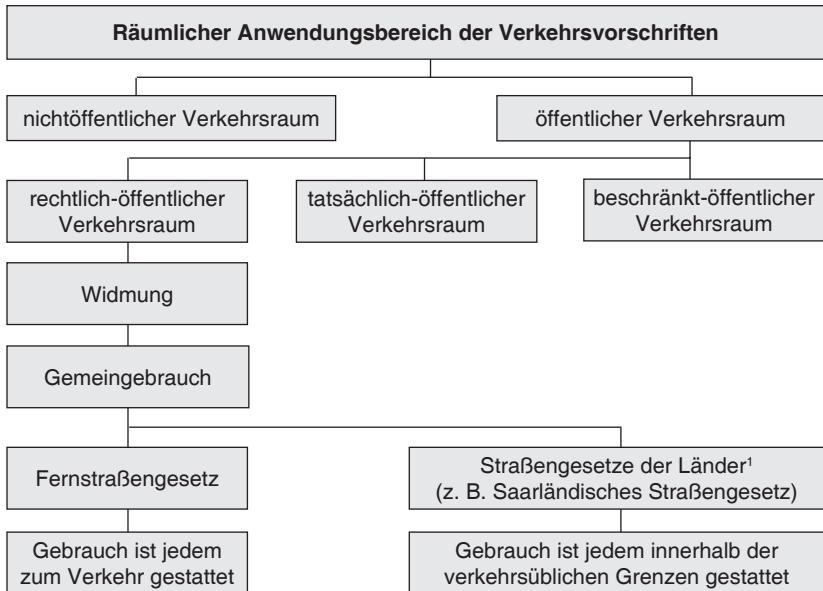 Räumlicher Anwendungsbereich der Verkehrsvorschriften
nichtöffentlicher Verkehrsraum
öffentlicher Verkehrsraum
rechtlich-öffentlicher
Verkehrsraum
tatsächlich-öffentlicher
Verkehrsraum
beschränkt-öffentlicher
Verkehrsraum
Widmung
Gemeingebrauch
Fernstraßengesetz
Straßengesetze der Länder¹
(z. B. Saarländisches Straßengesetz)
Gebrauch ist jedem
zum Verkehr gestattet
Gebrauch ist jedem innerhalb der
verkehrsüblichen Grenzen gestattet